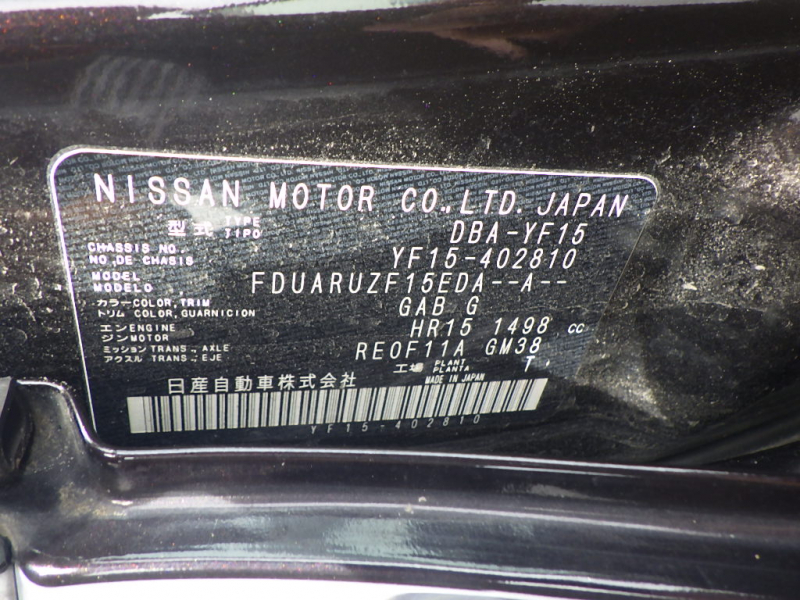 NISSAN MOTOR CO.,LTD. JAPAN
型式 TYPE TIPO DBA-YF15
CHASSIS NO. NO.DE CHASIS YF15-402810
MODEL MODELO FDUARUZF15EDA--A--
カラー COLOR,TRIM トリム COLOR,GUARNICION GAB G
エンジン ENGINE MOTOR HR15 1498 cc
ミッション TRANS.,AXLE アクスル TRANS.,EJE RE0F11A GM38
工場 PLANT PLANTA T
日産自動車株式会社 MADE IN JAPAN
YF15-402810